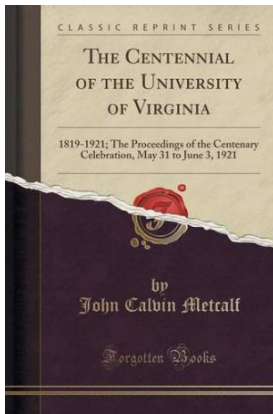 CLASSIC REPRINT SERIES
THE CENTENNIAL
OF THE UNIVERSITY
OF VIRGINIA
1819-1921; The Proceedings of the Centenary
Celebration, May 31 to June 3, 1921
by
John Calvin Metcalf
Forgotten Books